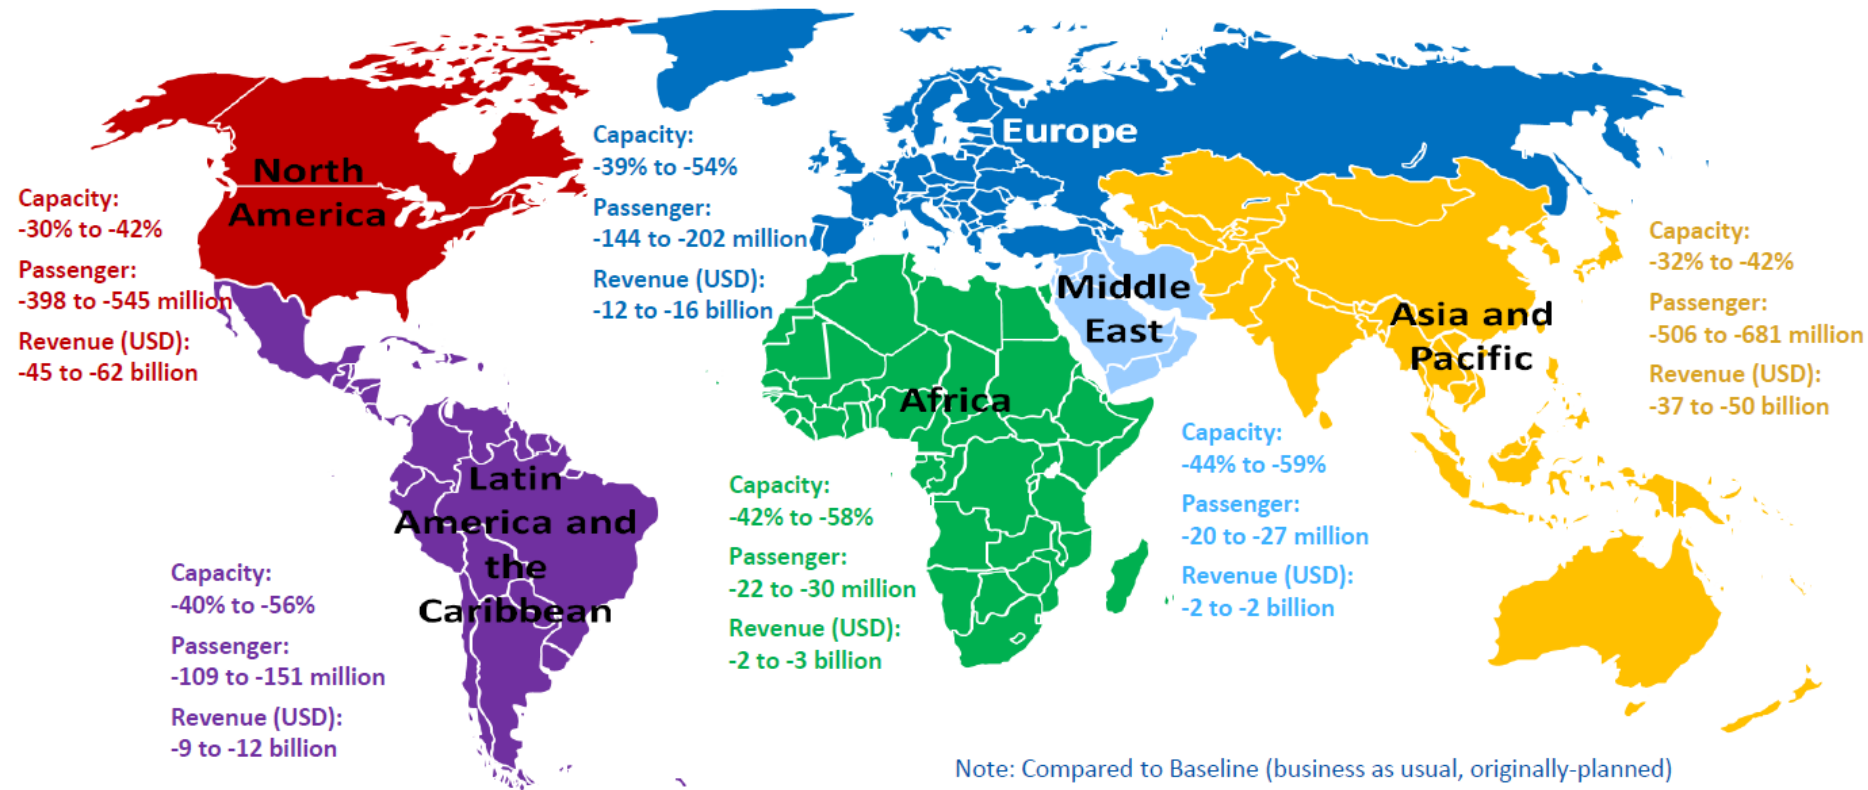 North
America
Capacity:
-30% to -42%
Passenger:
-398 to -545 million
Revenue (USD):
-45 to -62 billion
Capacity:
-39% to -54%
Passenger:
-144 to -202 million
Revenue (USD):
-12 to -16 billion
Europe
Middle
East
Asia and
Pacific
Capacity:
-32% to -42%
Passenger:
-506 to -681 million
Revenue (USD):
-37 to -50 billion
Africa
Latin
America and
the
Caribbean
Capacity:
-40% to -56%
Passenger:
-109 to -151 million
Revenue (USD):
-9 to -12 billion
Capacity:
-42% to -58%
Passenger:
-22 to -30 million
Revenue (USD):
-2 to -3 billion
Capacity:
-44% to -59%
Passenger:
-20 to -27 million
Revenue (USD):
-2 to -2 billion
Note: Compared to Baseline (business as usual, originally-planned)